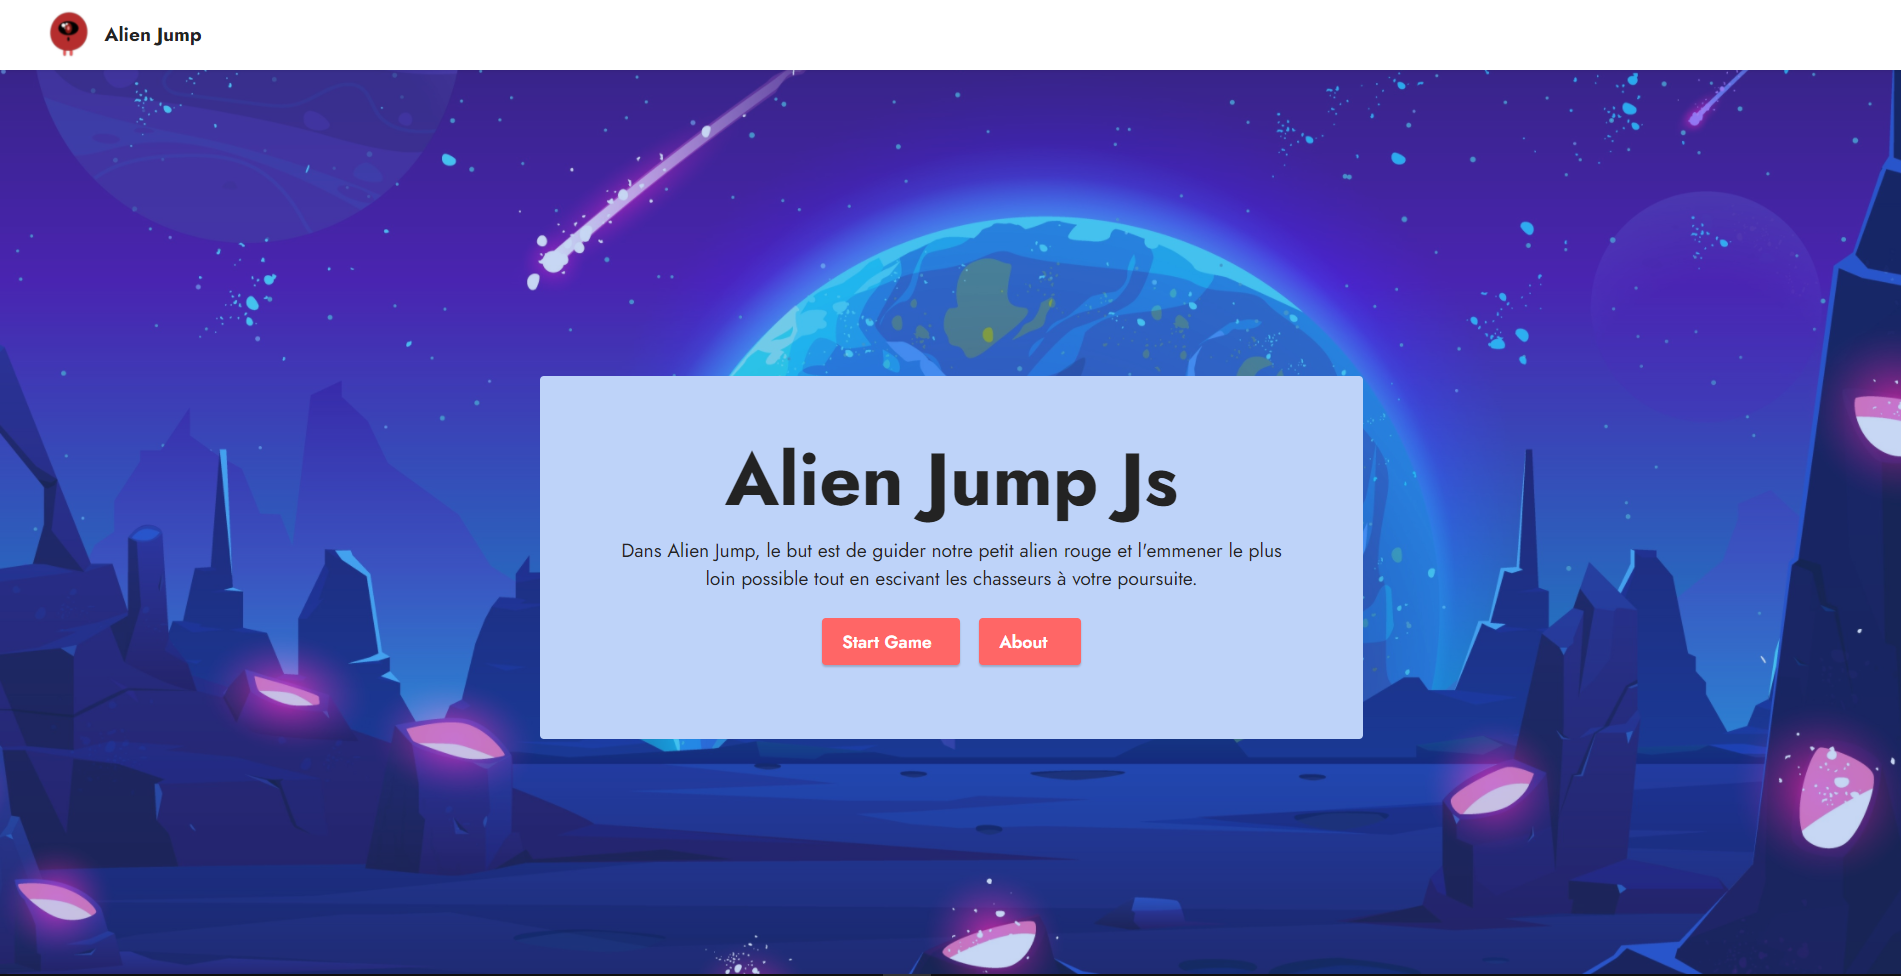 Alien Jump
Alien Jump Js
Dans Alien Jump, le but est de guider notre petit alien rouge et l'emmener le plus
loin possible tout en escivant les chasseurs à votre poursuite.
Start Game
About